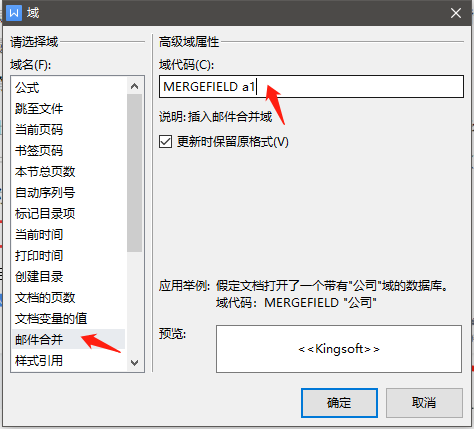 域
请选择域
域名(F):
公式
跳至文件
当前页码
书签页码
本节总页数
自动序列号
标记目录项
当前时间
打印时间
创建目录
文档的页数
文档变量的值
邮件合并
样式引用
高级域属性
域代码(C):
MERGEFIELD a1
说明: 插入邮件合并域
更新时保留原格式(V)
应用举例: 假定文档打开了一个带有"公司"域的数据库。
域代码：MERGEFIELD "公司"
预览:
<<Kingsoft>>
确定
取消